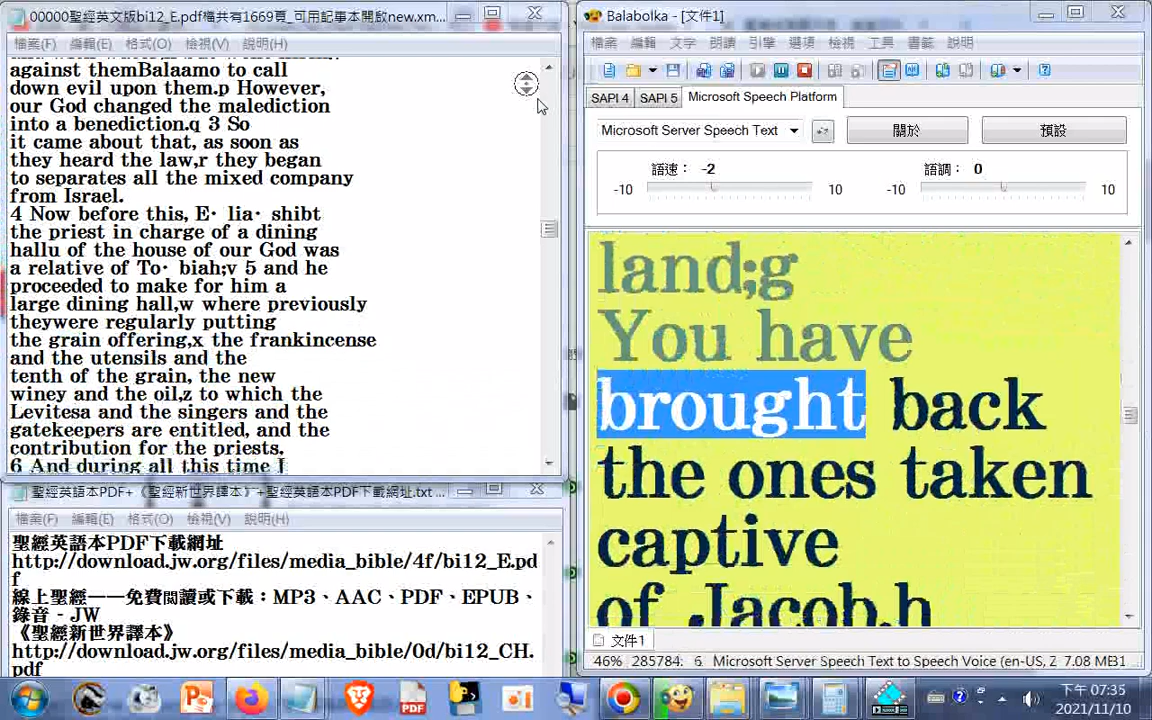 00000聖經英文版bi12_E.pdf檔共有1669頁_可用記事本開啟new.xm...
檔案(F) 編輯(E) 格式(O) 檢視(V) 說明(H)
against themBalaamo to call
down evil upon them.p However,
our God changed the malediction
into a benediction.q 3 So
it came about that, as soon as
they heard the law,r they began
to separates all the mixed company
from Israel.
4 Now before this, E· lia· shibt
the priest in charge of a dining
hallu of the house of our God was
a relative of To· biah;v 5 and he
proceeded to make for him a
large dining hall,w where previously
theywere regularly putting
the grain offering,x the frankincense
and the utensils and the
tenth of the grain, the new
winey and the oil,z to which the
Levitesa and the singers and the
gatekeepers are entitled, and the
contribution for the priests.
6 And during all this time I
聖經英語本PDF+《聖經新世界譯本》+聖經英語本PDF下載網址.txt ...
檔案(F) 編輯(E) 格式(O) 檢視(V) 說明(H)
聖經英語本PDF下載網址
http://download.jw.org/files/media_bible/4f/bi12_E.pd
f
線上聖經——免費閱讀或下載：MP3、AAC、PDF、EPUB、
錄音 - JW
《聖經新世界譯本》
http://download.jw.org/files/media_bible/0d/bi12_CH.
pdf
Balabolka - [文件1]
檔案 編輯 文字 朗讀 引擎 選項 檢視 工具 書籤 說明
SAPI 4 SAPI 5 Microsoft Speech Platform
Microsoft Server Speech Text 關於 預設
語速： -2 語調： 0
-10 10 -10 10
land;g
You have
brought back
the ones taken
captive
of Jacob.h
文件1
46% 285784: 6 Microsoft Server Speech Text to Speech Voice (en-US, Z 7.08 MB
下午 07:35
2021/11/10